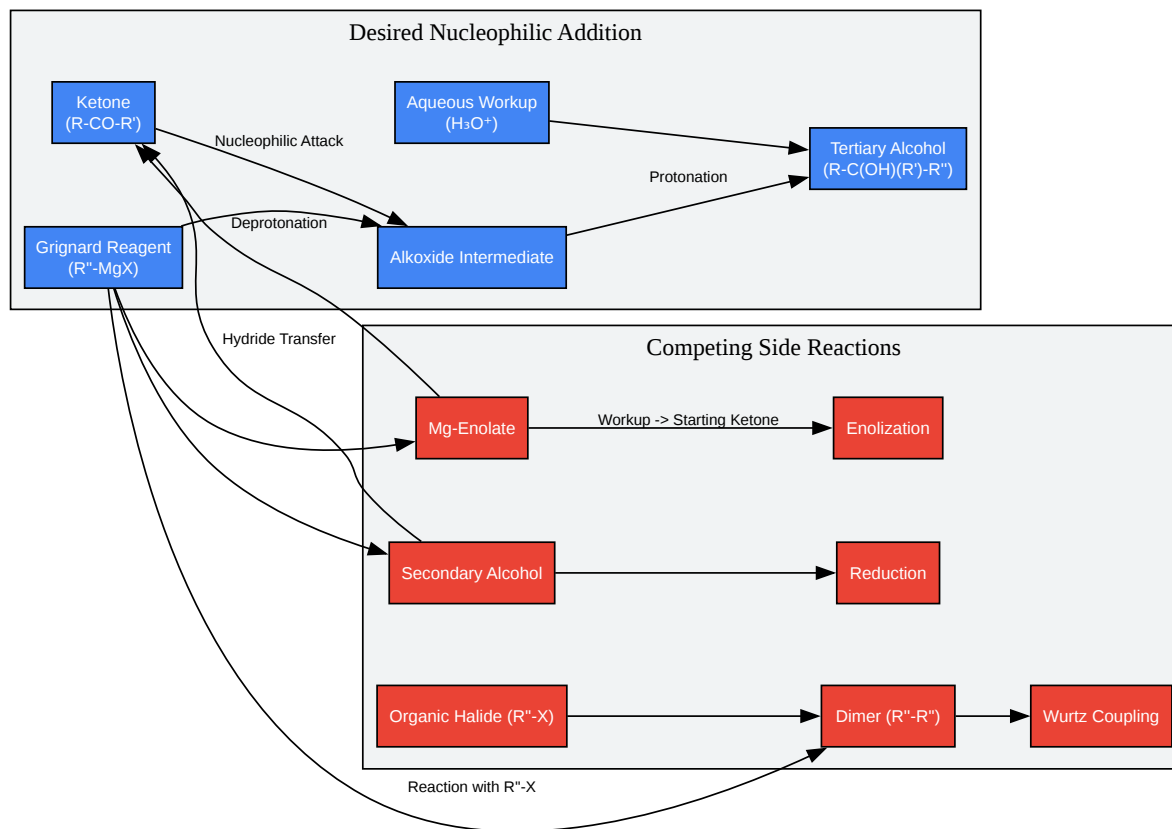 Desired Nucleophilic Addition
Ketone
(R-CO-R')
Aqueous Workup
(H₃O⁺)
Nucleophilic Attack
Tertiary Alcohol
(R-C(OH)(R')-R")
Protonation
Deprotonation
Grignard Reagent
(R"-MgX)
Alkoxide Intermediate
Hydride Transfer
Competing Side Reactions
Mg-Enolate
Workup -> Starting Ketone
Enolization
Secondary Alcohol
Reduction
Organic Halide (R"-X)
Dimer (R"-R")
Wurtz Coupling
Reaction with R"-X